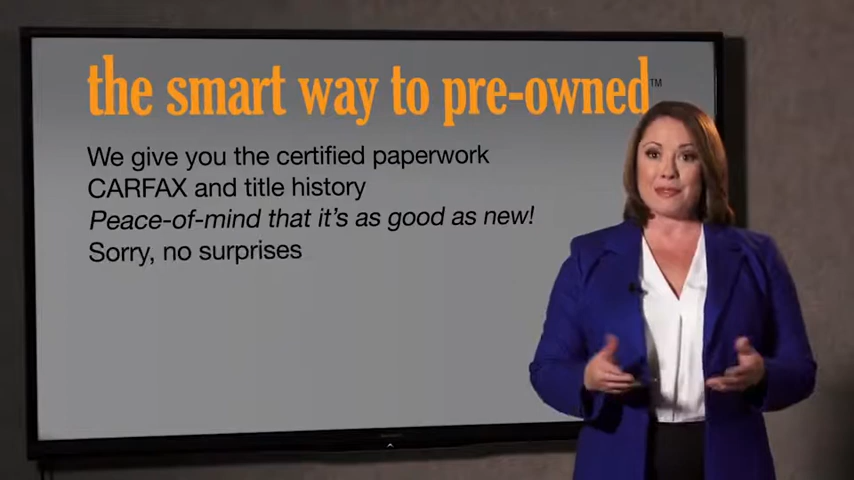 the smart way to pre-owned™
We give you the certified paperwork
CARFAX and title history
Peace-of-mind that it's as good as new!
Sorry, no surprises